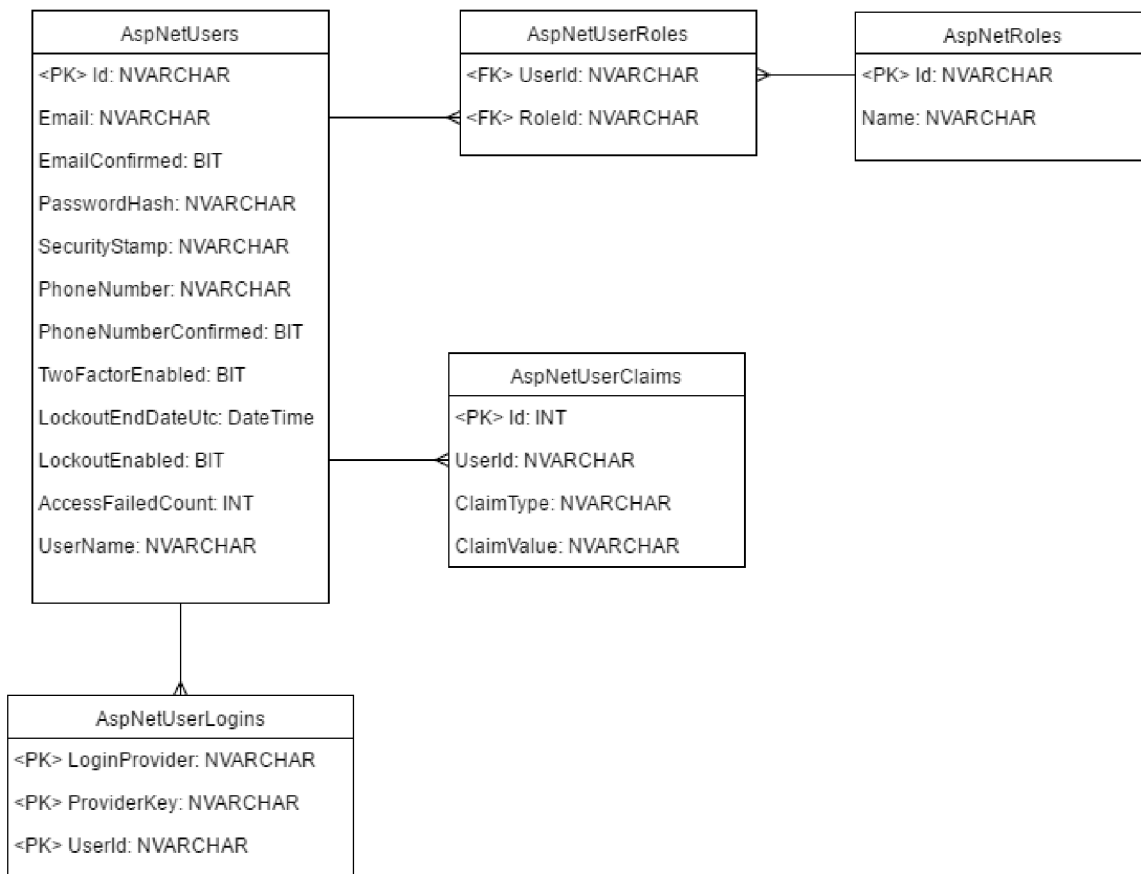 AspNetUsers
<PK> Id: NVARCHAR
Email: NVARCHAR
EmailConfirmed: BIT
PasswordHash: NVARCHAR
SecurityStamp: NVARCHAR
PhoneNumber: NVARCHAR
PhoneNumberConfirmed: BIT
TwoFactorEnabled: BIT
LockoutEndDateUtc: DateTime
LockoutEnabled: BIT
AccessFailedCount: INT
UserName: NVARCHAR
AspNetUserRoles
<FK> UserId: NVARCHAR
<FK> RoleId: NVARCHAR
AspNetRoles
<PK> Id: NVARCHAR
Name: NVARCHAR
AspNetUserClaims
<PK> Id: INT
UserId: NVARCHAR
ClaimType: NVARCHAR
ClaimValue: NVARCHAR
AspNetUserLogins
<PK> LoginProvider: NVARCHAR
<PK> ProviderKey: NVARCHAR
<PK> UserId: NVARCHAR